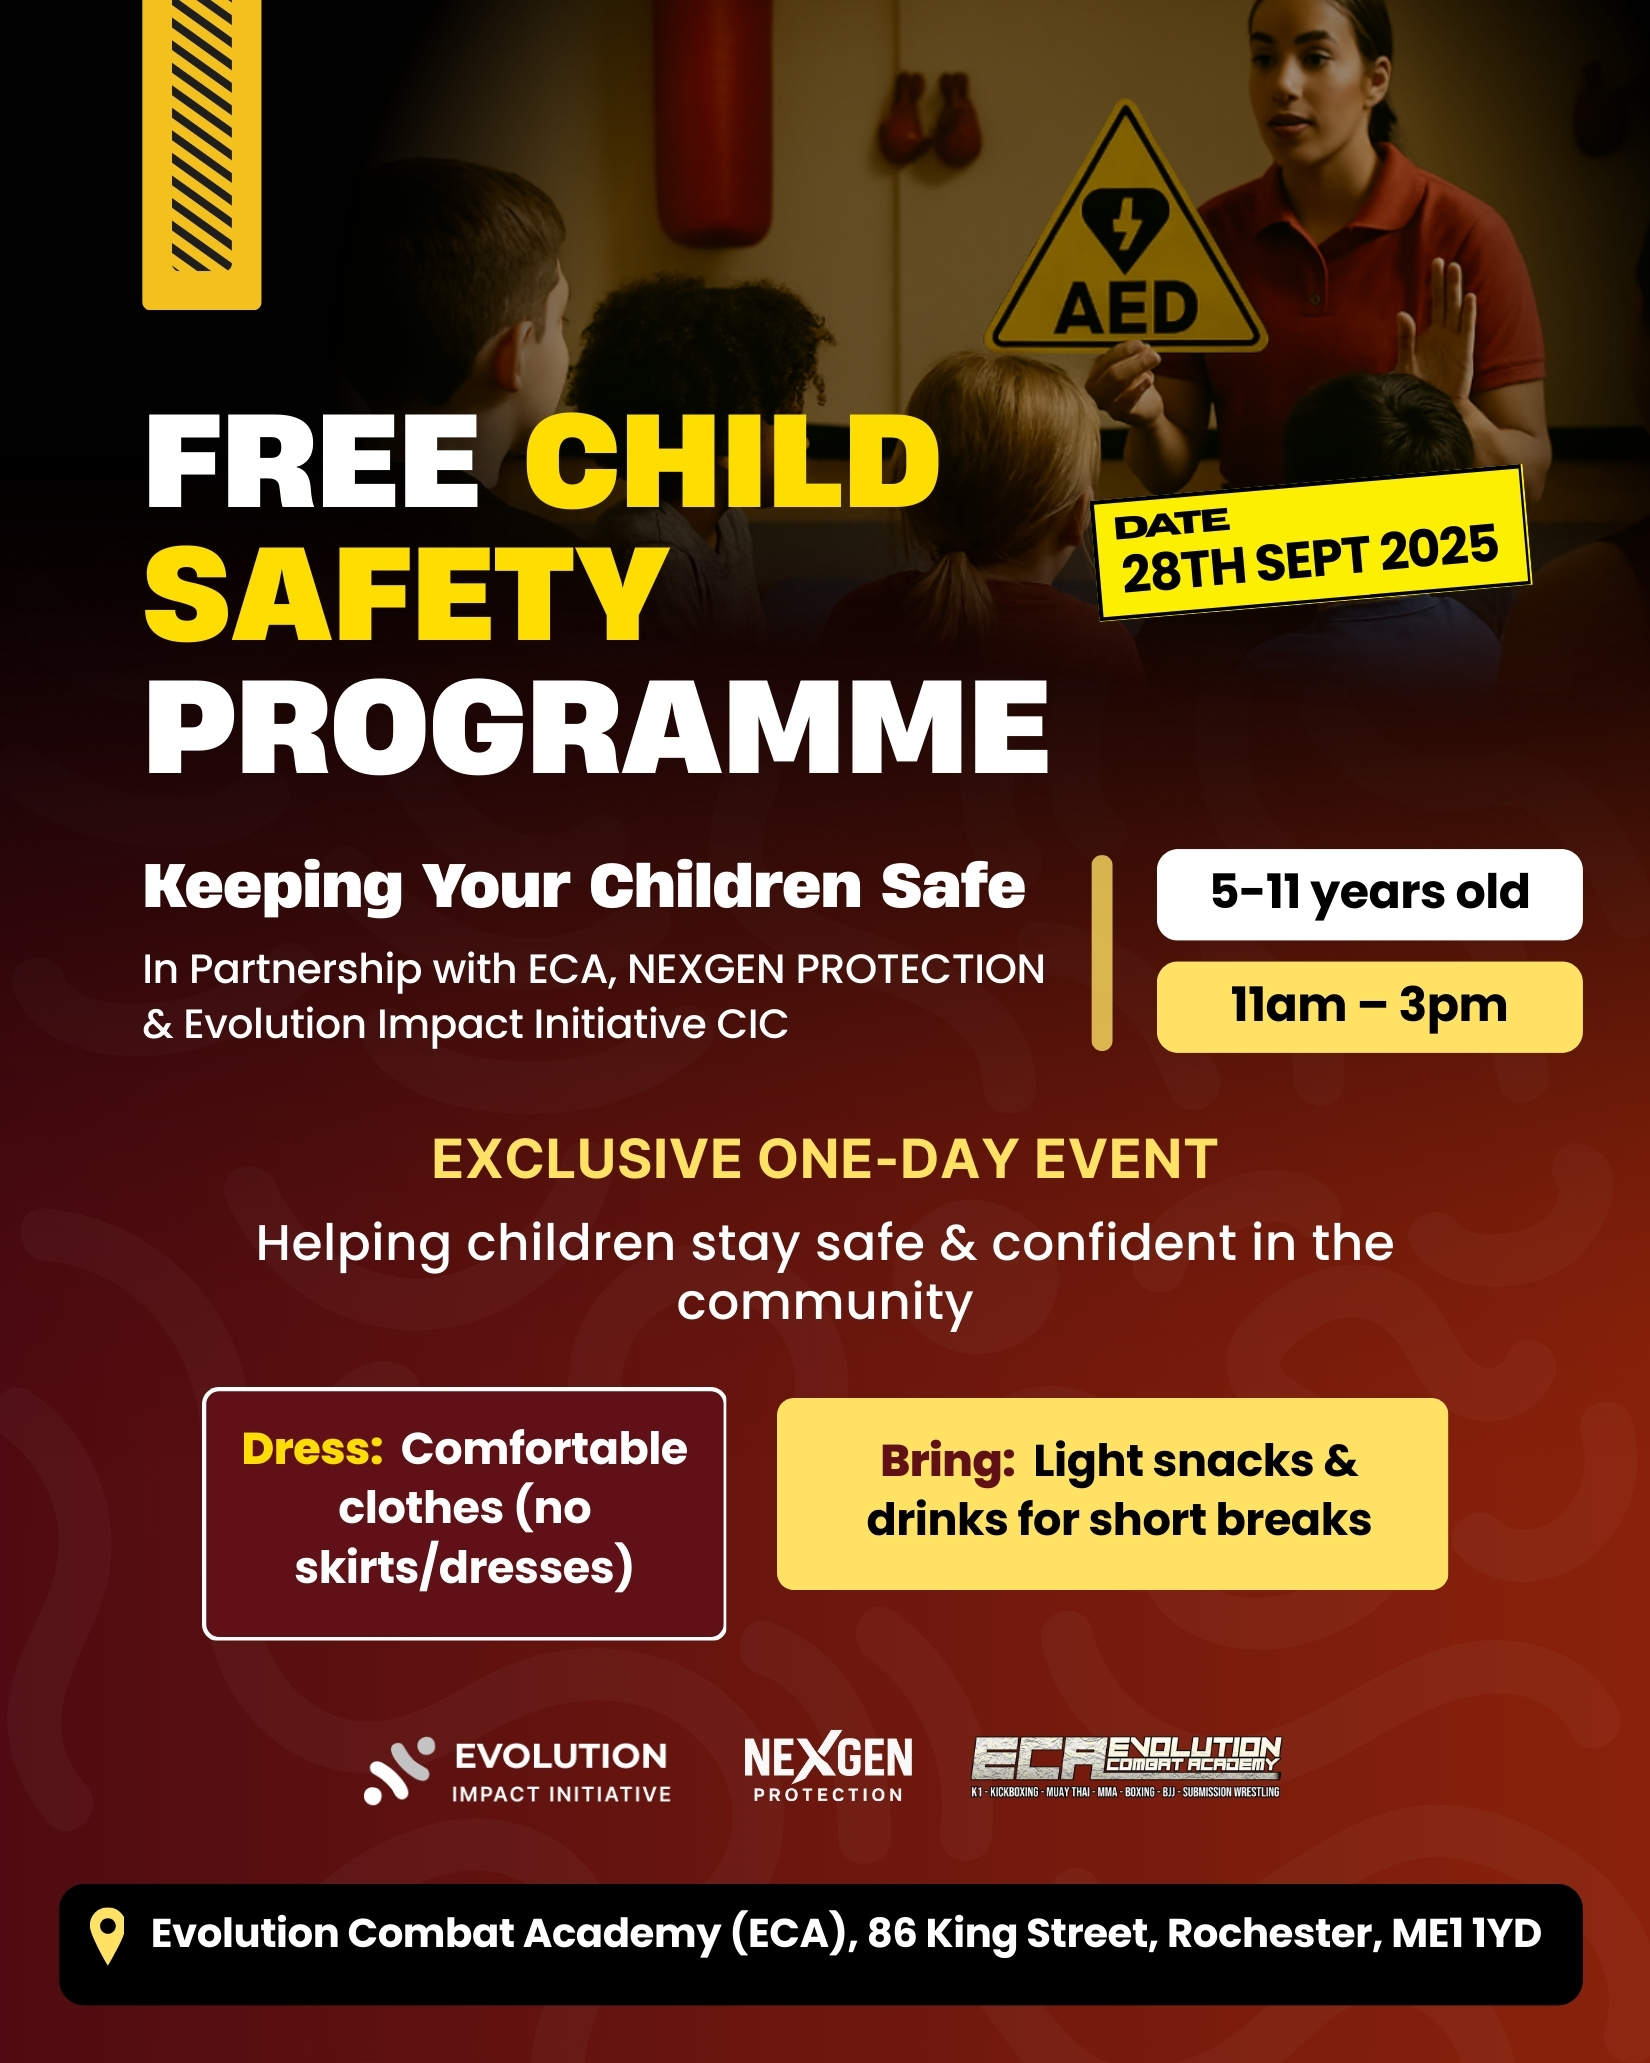 AED
FREE CHILD
SAFETY
PROGRAMME
DATE
28TH SEPT 2025
Keeping Your Children Safe
In Partnership with ECA, NEXGEN PROTECTION
& Evolution Impact Initiative CIC
5-11 years old
11am – 3pm
EXCLUSIVE ONE-DAY EVENT
Helping children stay safe & confident in the
community
Dress: Comfortable
clothes (no
skirts/dresses)
Bring: Light snacks &
drinks for short breaks
EVOLUTION
IMPACT INITIATIVE
NEXGEN
PROTECTION
ECA EVOLUTION
COMBAT ACADEMY
K1 - KICKBOXING - MUAY THAI - MMA - BOXING - BJJ - SUBMISSION WRESTLING
Evolution Combat Academy (ECA), 86 King Street, Rochester, ME1 1YD